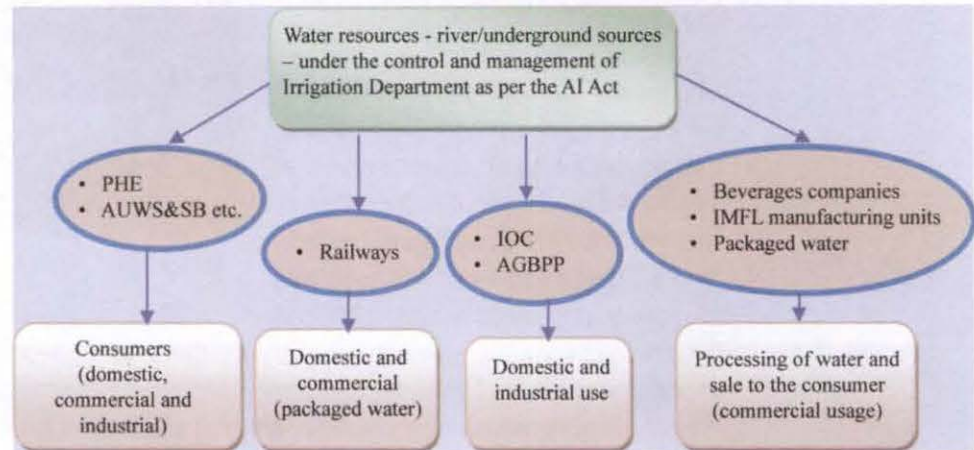 Water resources - river/underground sources
– under the control and management of
Irrigation Department as per the AI Act
• PHE
• AUWS&SB etc.
• Railways
• IOC
• AGBPP
• Beverages companies
• IMFL manufacturing units
• Packaged water
Consumers
(domestic,
commercial and
industrial)
Domestic and
commercial
(packaged water)
Domestic and
industrial use
Processing of water and
sale to the consumer
(commercial usage)